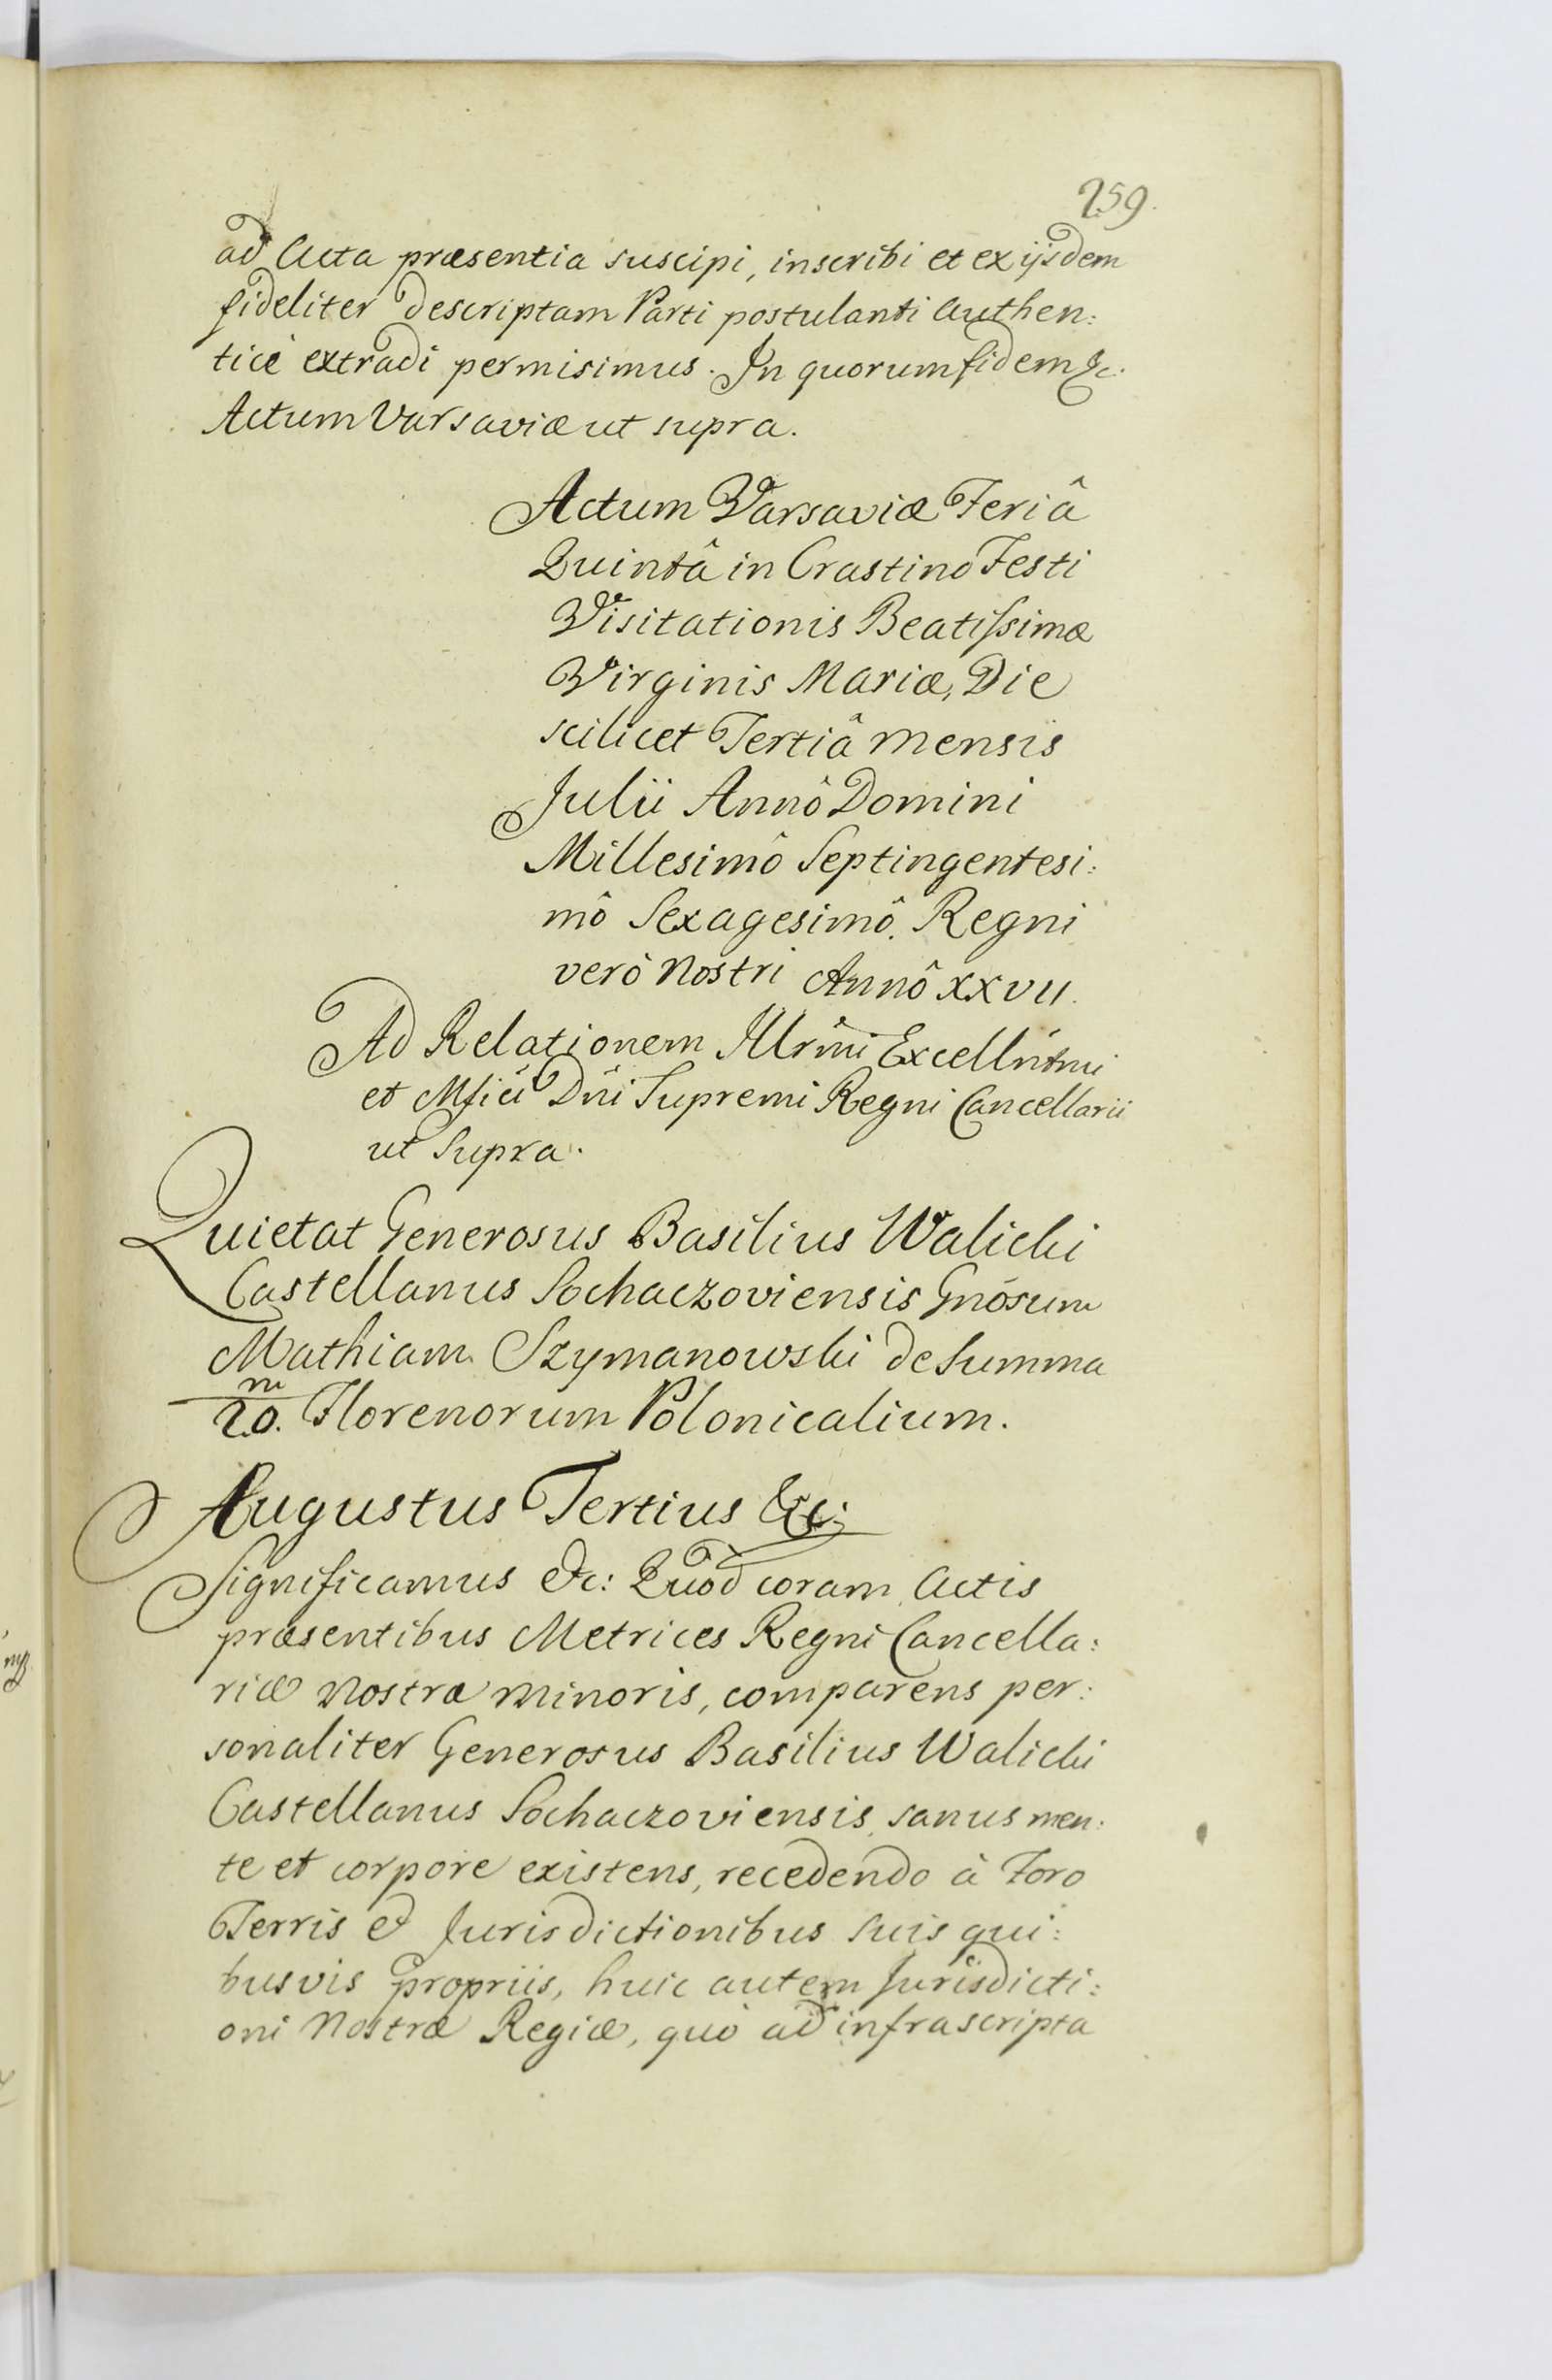 259.
ad Acta præsentia suscipi, inscribi et ex ijsdem
fideliter descriptam Parti postulanti Authen:
ticè extradi permisimus. In quorum fidem &c.
Actum Varsaviæ ut supra.
Actum Varsaviæ Feriâ
Quintâ in Crastino Festi
Visitationis Beatissimæ
Virginis Mariæ, Die
scilicet Tertiâ Mensis
Julii Annô Domini
Millesimô Septingentesi:
mô Sexagesimô. Regni
verò Nostri Annô XXVII.
Ad Relationem Illrm̃i Excellntmi
et Mfici Dñi Supremi Regni Cancellarii
ut Supra.
Quietat Generosus Basilius Walicki
Castellanus Sochaczoviensis Gnosum
Mathiam Szymanowski de Summa
m
20. Florenorum Polonicalium.
Augustus Tertius &c:
Significamus &c: Quod coram Actis
præsentibus Metrices Regni Cancella:
riæ Nostræ Minoris, comparens per:
sonaliter Generosus Basilius Walicki
Castellanus Sochaczoviensis, sanus men:
te et corpore existens, recedendo à Foro
Terris et Jurisdictionibus suis qui:
busvis propriis, huic autem Jurisdicti:
oni Nostræ Regiæ, quò ad infrascripta